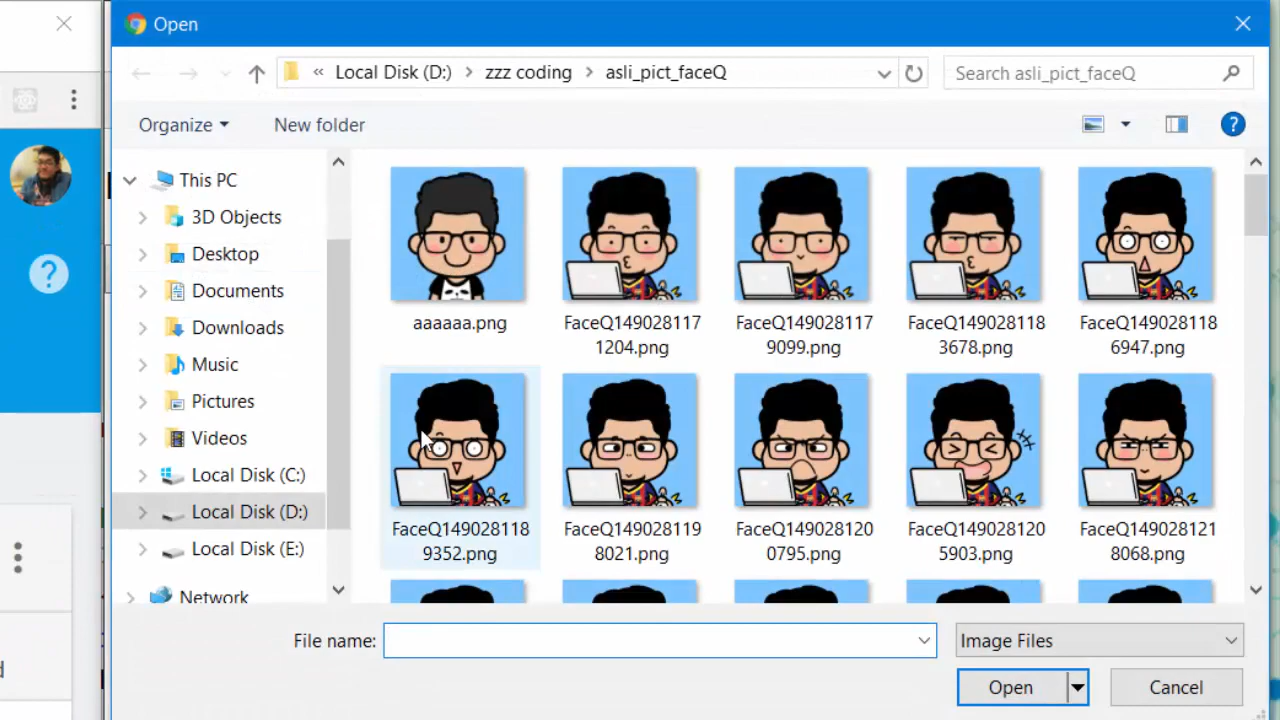 Open
« Local Disk (D:) > zzz coding > asli_pict_faceQ
Search asli_pict_faceQ
Organize
New folder
?
?
This PC
3D Objects
Desktop
Documents
Downloads
Music
Pictures
Videos
Local Disk (C:)
Local Disk (D:)
Local Disk (E:)
Network
aaaaaa.png
FaceQ149028117
1204.png
FaceQ149028117
9099.png
FaceQ149028118
3678.png
FaceQ149028118
6947.png
FaceQ149028118
9352.png
FaceQ149028119
8021.png
FaceQ149028120
0795.png
FaceQ149028120
5903.png
FaceQ149028121
8068.png
File name:
Image Files
Open
Cancel